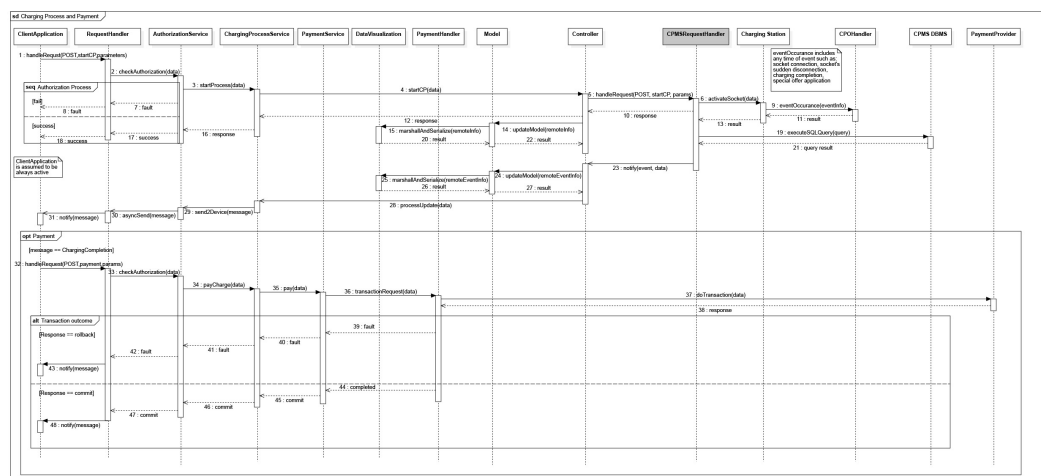 sd Charging Process and Payment
ClientApplication
RequestHandler
AuthorizationService
ChargingProcessService
PaymentService
DataVisualization
PaymentHandler
Model
Controller
CPMSRequestHandler
Charging Station
CPOHandler
CPMS DBMS
PaymentProvider
eventOccurance includes
any time of event such as;
socket connection, socket's
sudden disconnection,
charging completion,
special offer application
1 : handleRequst(POST,startCP,parameters)
2 : checkAuthorization(data)
seq Authorization Process
3 : startProcess(data)
4 : startCP(data)
5 : handleRequest(POST, startCP, params)
6 : activateSocket(data)
[fail]
7 : fault
8 : fault
9 : eventOccurance(eventInfo)
10 : response
11 : result
12 : response
13 : result
[success]
14 : updateModel(remoteInfo)
15 : marshallAndSerialize(remoteInfo)
16 : response
17 : success
18 : success
19 : executeSQLQuery(query)
20 : result
22 : result
21 : query result
ClientApplication
is assumed to be
always active
23 : notify(event, data)
24 : updateModel(remoteEventInfo)
25 : marshallAndSerialize(remoteEventInfo)
26 : result
27 : result
28 : processUpdate(data)
29 : send2Device(message)
30 : asyncSend(message)
31 : notify(message)
opt Payment
[message == ChargingCompletion]
32 : handleRequest(POST,payment,params)
33 : checkAuthorization(data)
34 : payCharge(data)
35 : pay(data)
36 : transactionRequest(data)
37 : doTransaction(data)
38 : response
alt Transaction outcome
[Response == rollback]
39 : fault
40 : fault
41 : fault
42 : fault
43 : notify(message)
[Response == commit]
44 : completed
45 : commit
46 : commit
47 : commit
48 : notify(message)